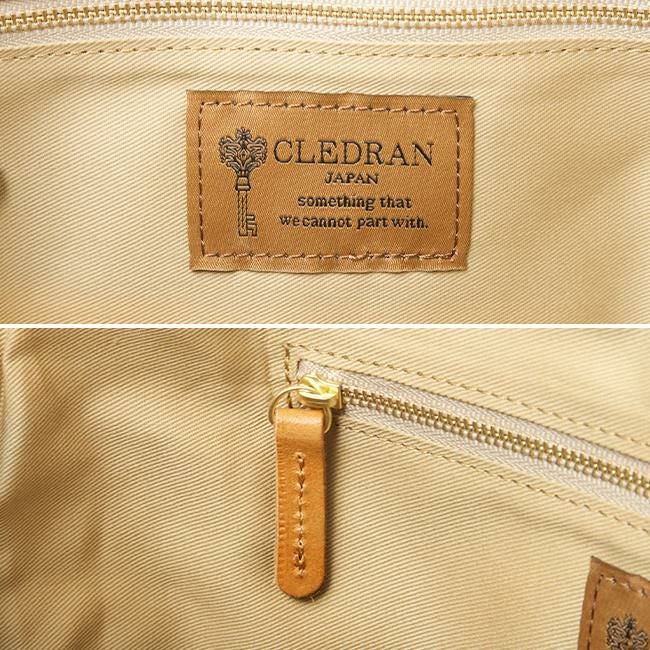 CLEDRAN
JAPAN
something that
we cannot part with.